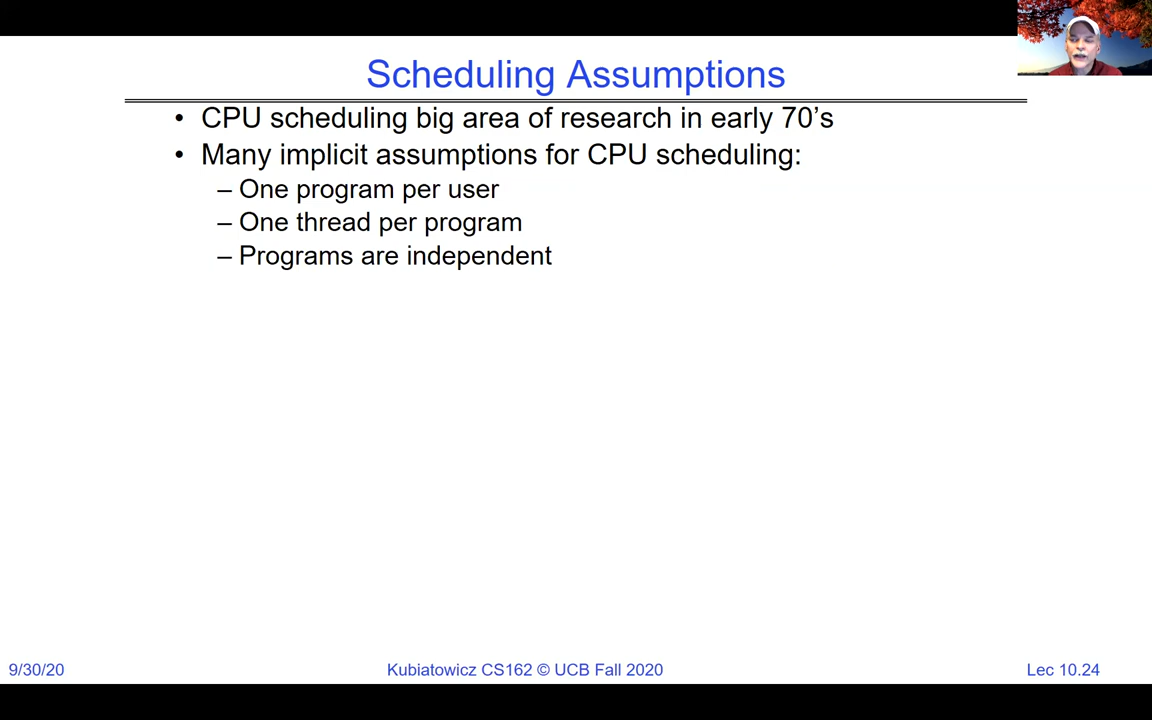 Scheduling Assumptions
• CPU scheduling big area of research in early 70’s
• Many implicit assumptions for CPU scheduling:
– One program per user
– One thread per program
– Programs are independent
9/30/20
Kubiatowicz CS162 © UCB Fall 2020
Lec 10.24